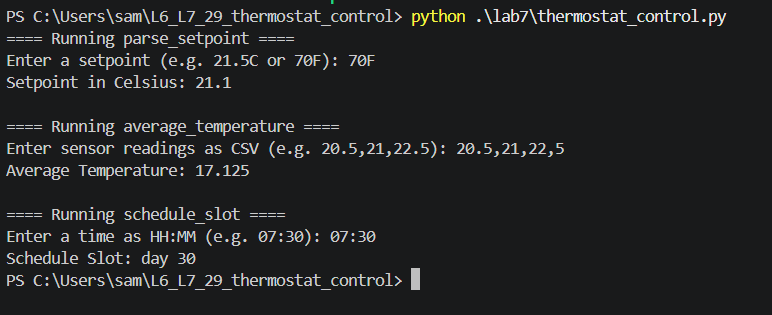 PS C:\Users\sam\L6_L7_29_thermostat_control> python .\lab7\thermostat_control.py
==== Running parse_setpoint ====
Enter a setpoint (e.g. 21.5C or 70F): 70F
Setpoint in Celsius: 21.1
==== Running average_temperature ====
Enter sensor readings as CSV (e.g. 20.5,21,22.5): 20.5,21,22,5
Average Temperature: 17.125
==== Running schedule_slot ====
Enter a time as HH:MM (e.g. 07:30): 07:30
Schedule Slot: day 30
PS C:\Users\sam\L6_L7_29_thermostat_control>